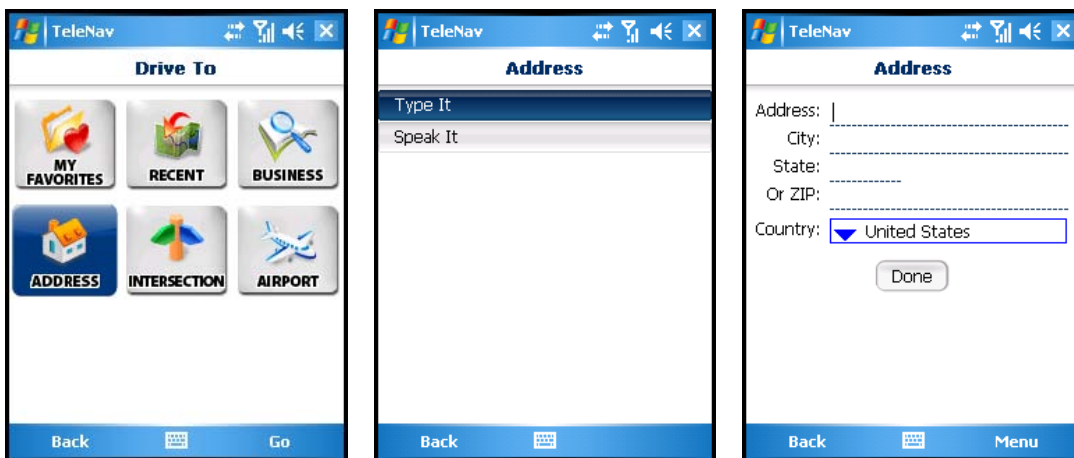 TeleNav
Drive To
MY FAVORITES
RECENT
BUSINESS
ADDRESS
INTERSECTION
AIRPORT
Back
Go
TeleNav
Address
Type It
Speak It
Back
TeleNav
Address
Address:
City:
State:
Or ZIP:
Country: United States
Done
Back
Menu